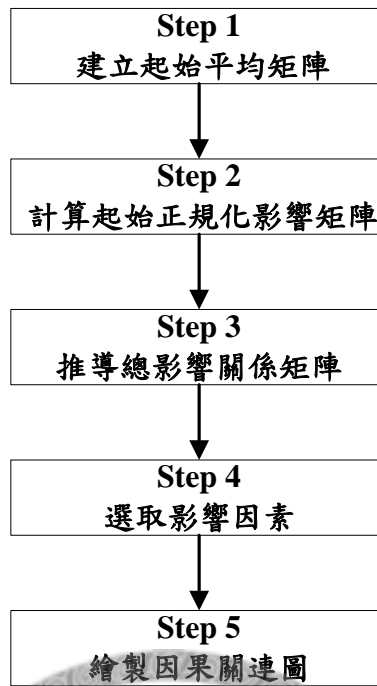 Step 1
建立起始平均矩陣
Step 2
計算起始正規化影響矩陣
Step 3
推導總影響關係矩陣
Step 4
選取影響因素
Step 5
繪製因果關連圖